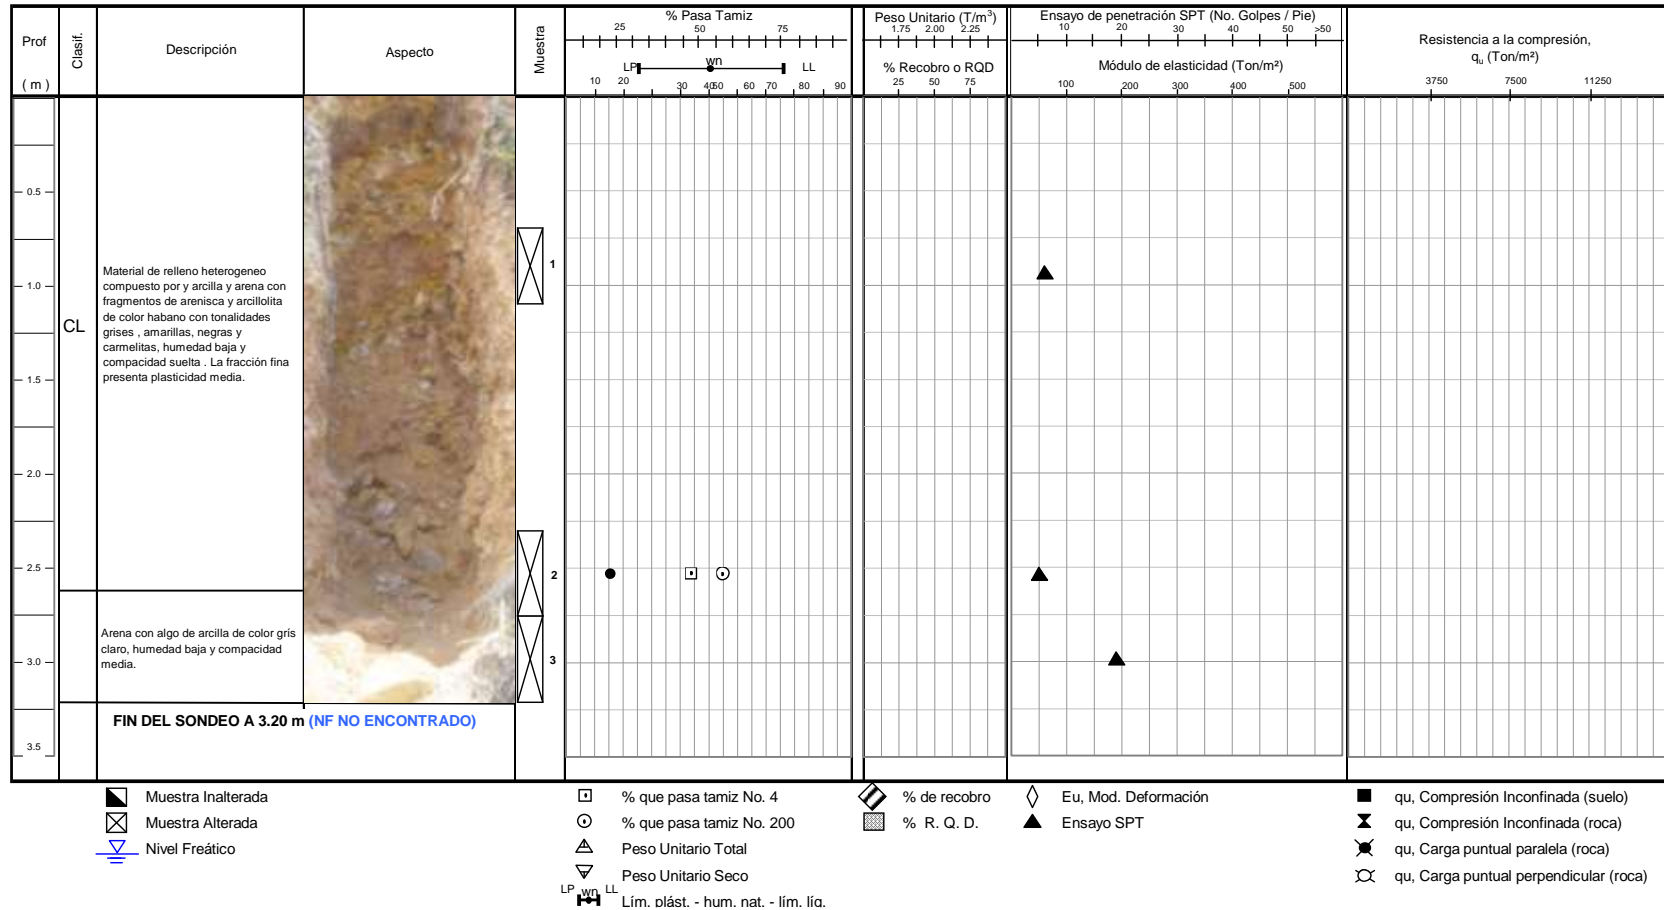 Prof
( m )
Clasif.
Descripción
Aspecto
Muestra
% Pasa Tamiz
25 50 75
LP wn LL
10 20 30 40 50 60 70 80 90
Peso Unitario (T/m³)
1.75 2.00 2.25
% Recobro o RQD
25 50 75
Ensayo de penetración SPT (No. Golpes / Pie)
10 20 30 40 50 >50
Módulo de elasticidad (Ton/m²)
100 200 300 400 500
Resistencia a la compresión,
qu (Ton/m²)
3750 7500 11250
0.5
1.0
1.5
2.0
2.5
3.0
3.5
CL
Material de relleno heterogeneo
compuesto por y arcilla y arena con
fragmentos de arenisca y arcillolita
de color habano con tonalidades
grises , amarillas, negras y
carmelitas, humedad baja y
compacidad suelta . La fracción fina
presenta plasticidad media.
1
2
Arena con algo de arcilla de color grís
claro, humedad baja y compacidad
media.
3
FIN DEL SONDEO A 3.20 m (NF NO ENCONTRADO)
Muestra Inalterada
Muestra Alterada
Nivel Freático
% que pasa tamiz No. 4
% que pasa tamiz No. 200
Peso Unitario Total
Peso Unitario Seco
LP wn LL
Lím. plást. - hum. nat. - lím. líq.
% de recobro
% R. Q. D.
Eu, Mod. Deformación
Ensayo SPT
qu, Compresión Inconfinada (suelo)
qu, Compresión Inconfinada (roca)
qu, Carga puntual paralela (roca)
qu, Carga puntual perpendicular (roca)